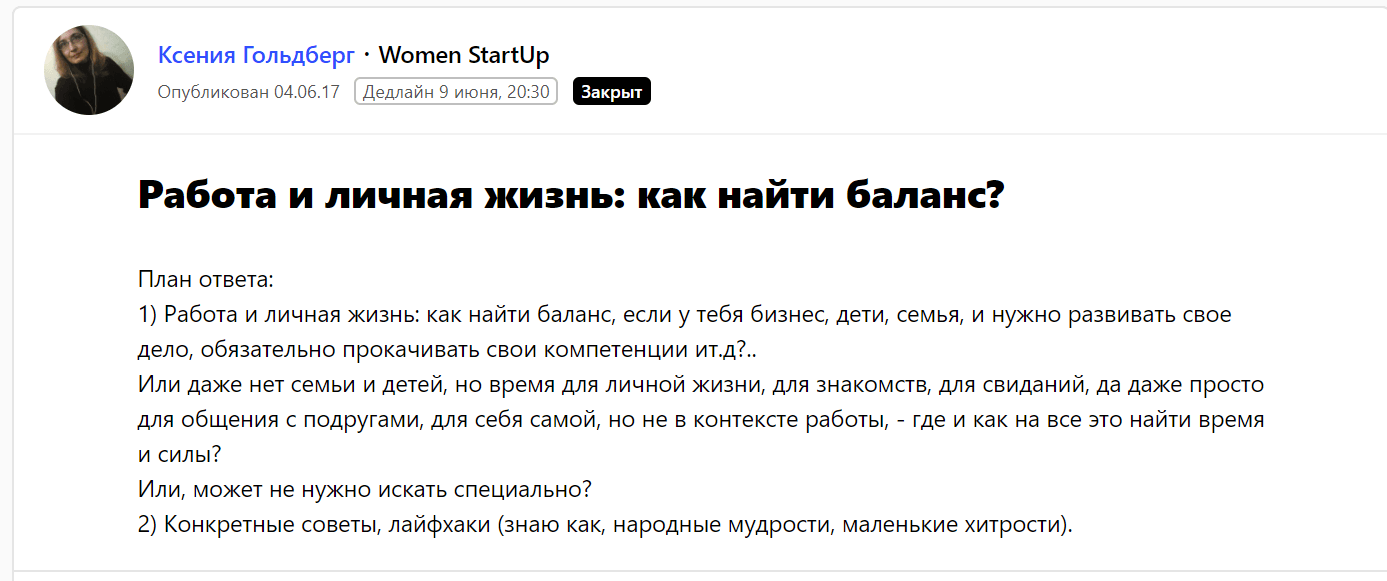 Ксения Гольдберг · Women StartUp
Опубликован 04.06.17 Дедлайн 9 июня, 20:30 Закрыт
Работа и личная жизнь: как найти баланс?
План ответа:
1) Работа и личная жизнь: как найти баланс, если у тебя бизнес, дети, семья, и нужно развивать свое
дело, обязательно прокачивать свои компетенции ит.д?..
Или даже нет семьи и детей, но время для личной жизни, для знакомств, для свиданий, да даже просто
для общения с подругами, для себя самой, но не в контексте работы, - где и как на все это найти время
и силы?
Или, может не нужно искать специально?
2) Конкретные советы, лайфхаки (знаю как, народные мудрости, маленькие хитрости).